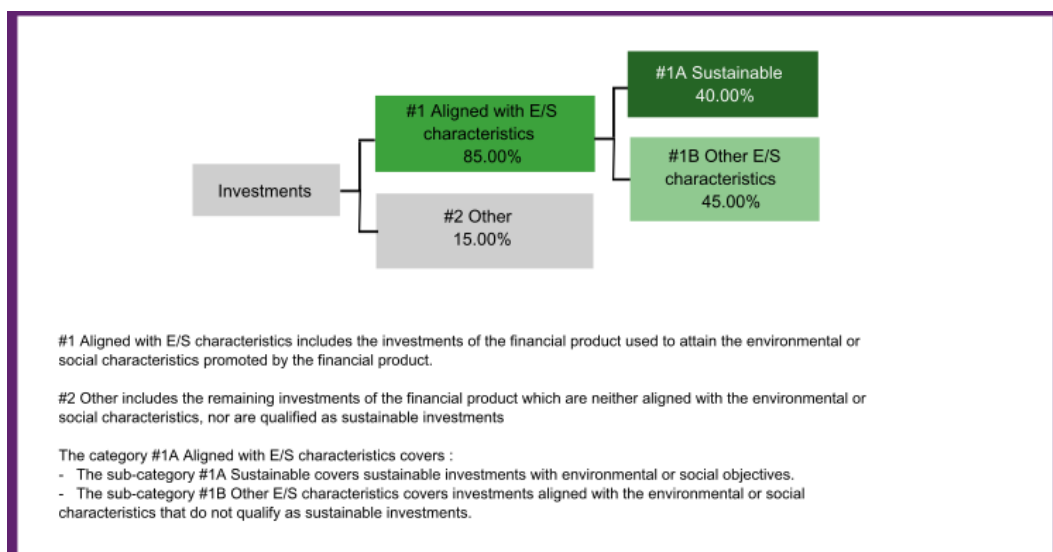 #1A Sustainable
40.00%
#1 Aligned with E/S
characteristics
85.00%
#1B Other E/S
characteristics
45.00%
Investments
#2 Other
15.00%
#1 Aligned with E/S characteristics includes the investments of the financial product used to attain the environmental or
social characteristics promoted by the financial product.
#2 Other includes the remaining investments of the financial product which are neither aligned with the environmental or
social characteristics, nor are qualified as sustainable investments
The category #1A Aligned with E/S characteristics covers :
- The sub-category #1A Sustainable covers sustainable investments with environmental or social objectives.
- The sub-category #1B Other E/S characteristics covers investments aligned with the environmental or social
characteristics that do not qualify as sustainable investments.